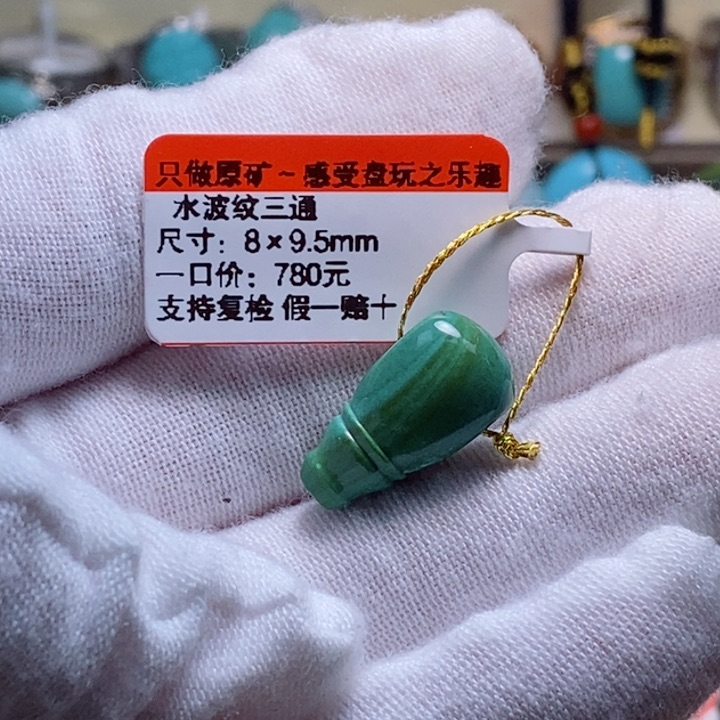 只做原矿~感受盘玩之乐趣
水波纹三通
尺寸：8×9.5mm
一口价：780元
支持复检 假一赔十